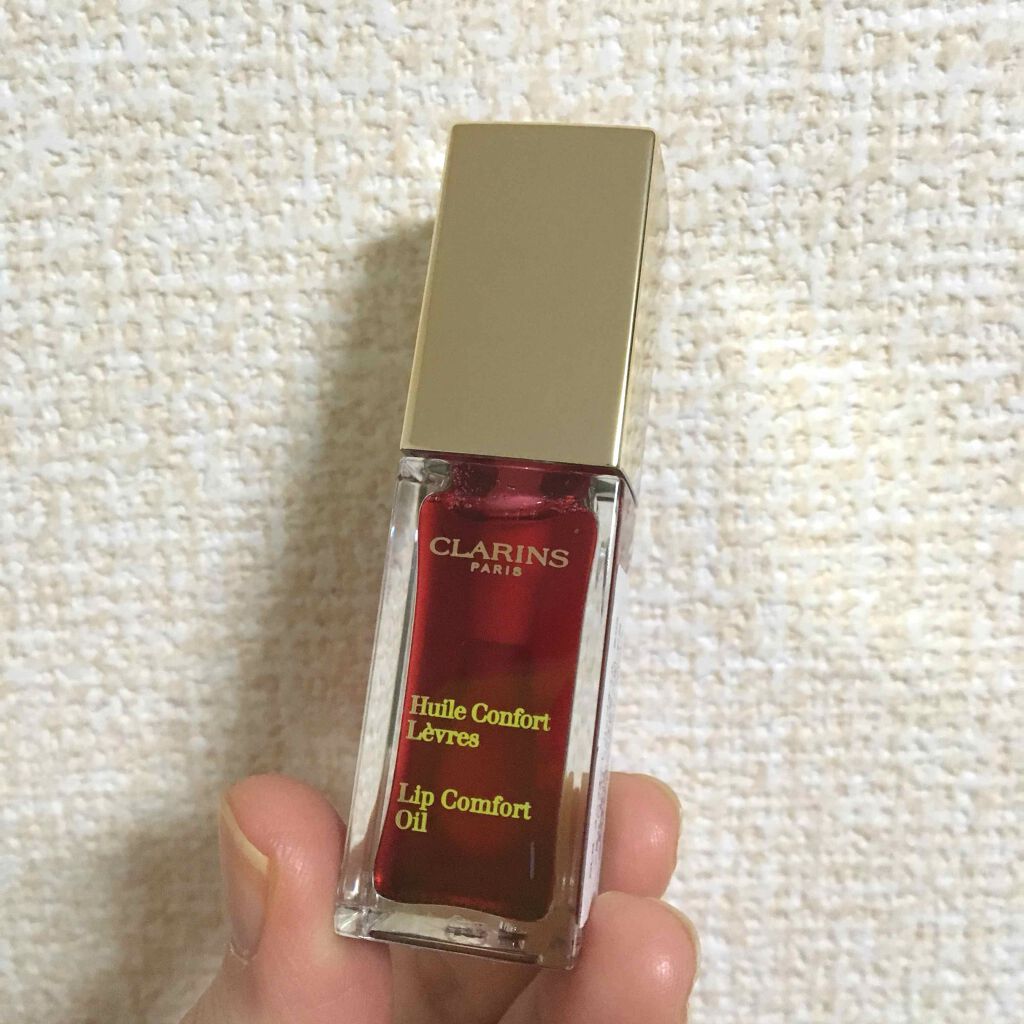 CLARINS
PARIS
Huile Confort
Lèvres
Lip Comfort
Oil